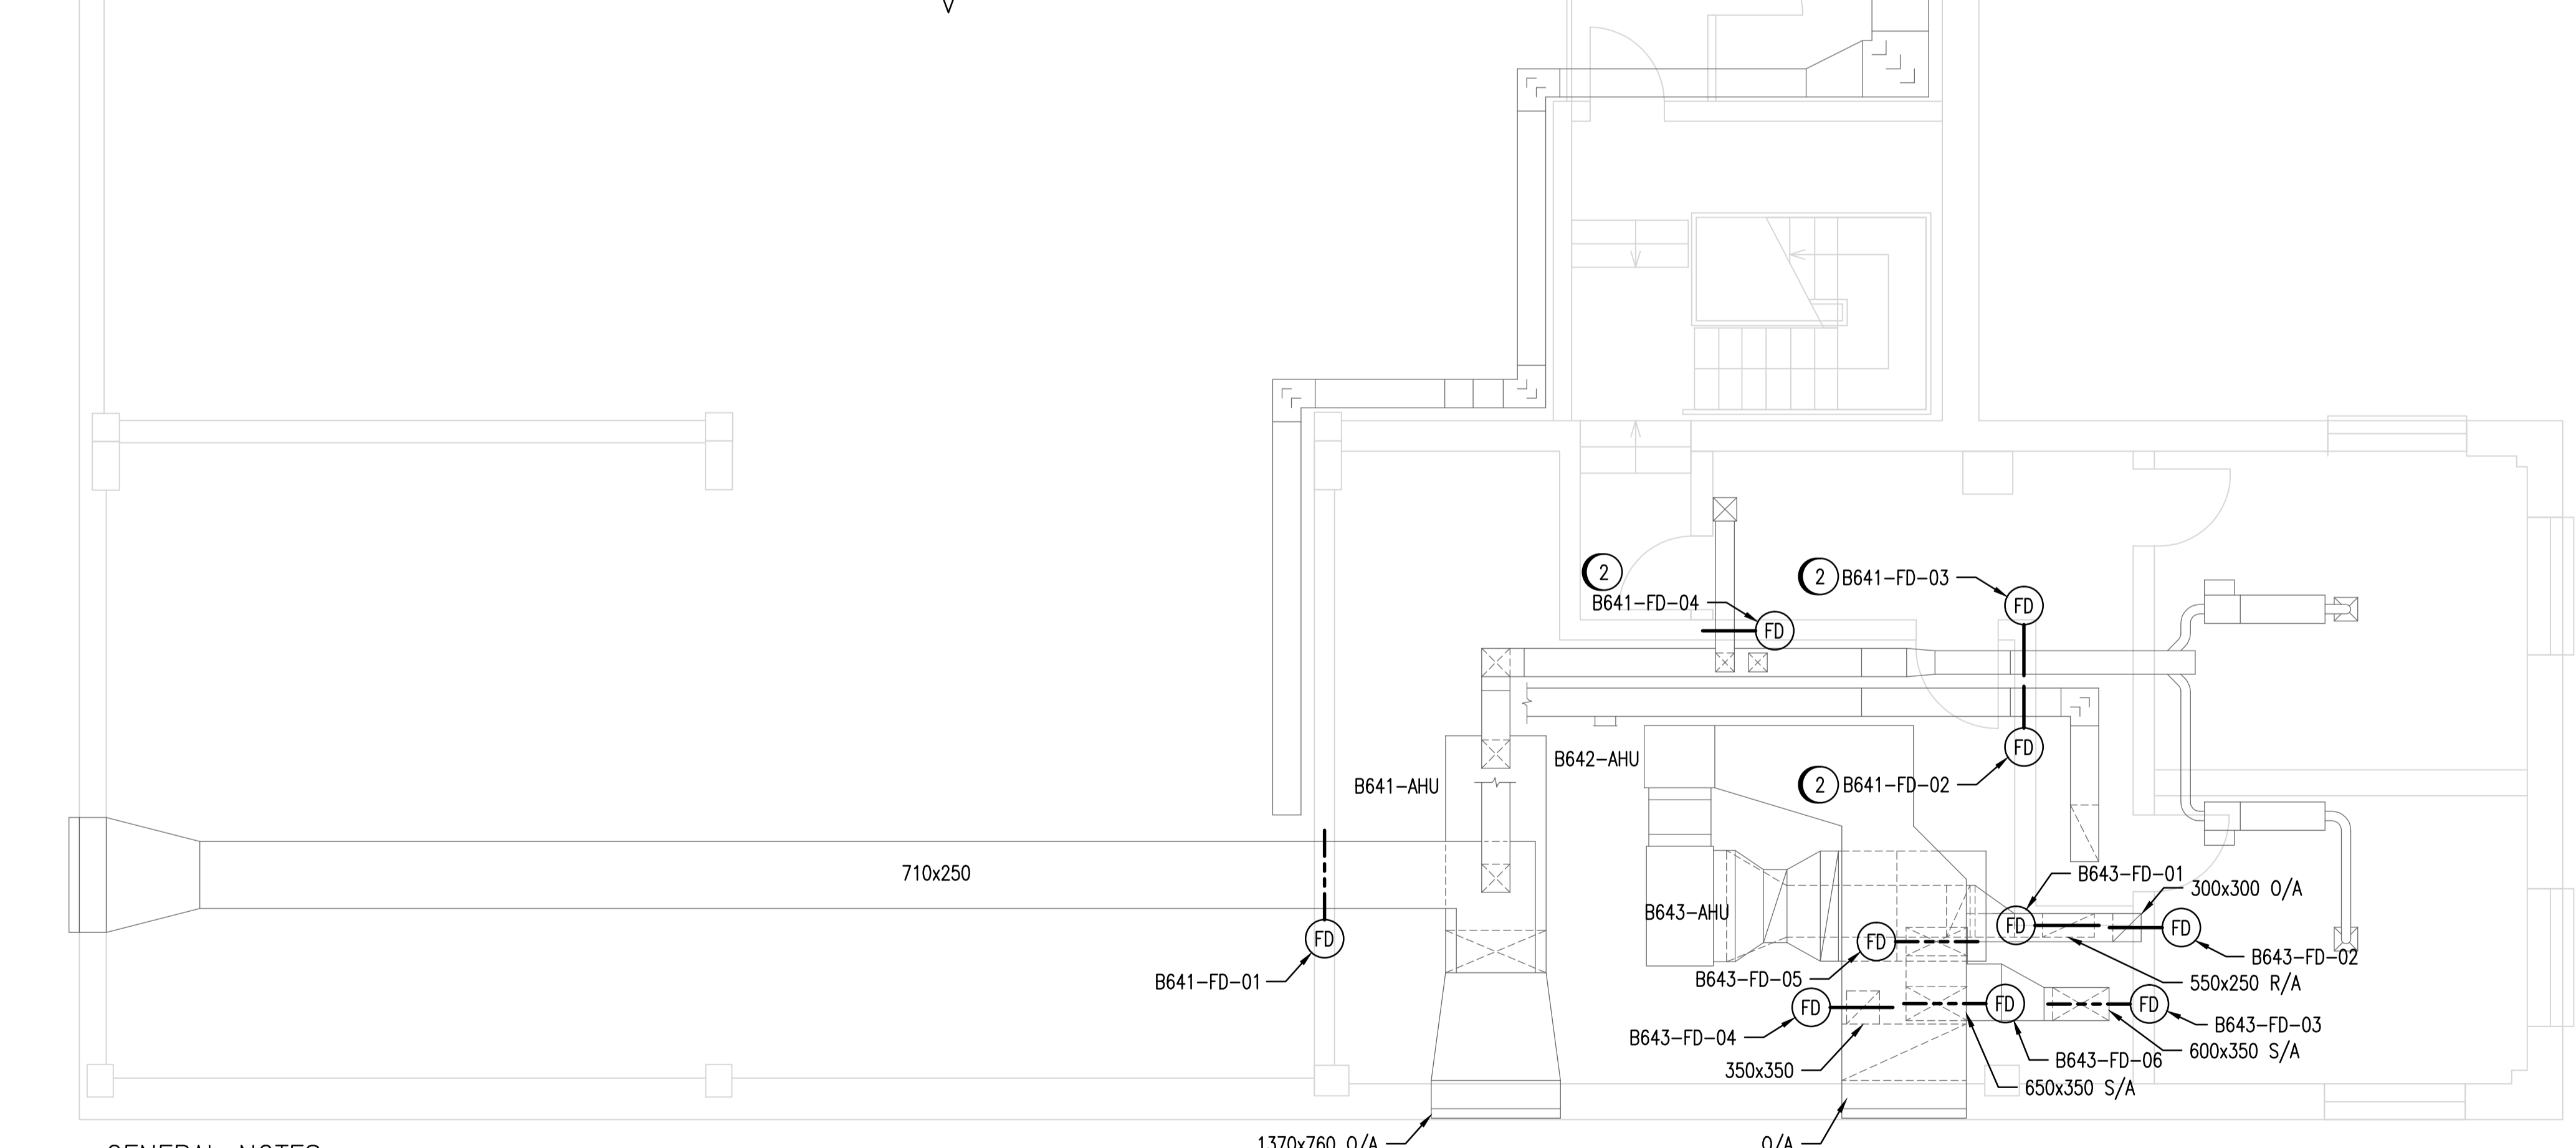 2
B641-FD-04
FD
2
B641-FD-03
FD
B642-AHU
B641-AHU
FD
2
B641-FD-02
710x250
B643-AHU
B643-FD-01
300x300 O/A
FD
FD
FD
FD
B641-FD-01
B643-FD-05
B643-FD-02
550x250 R/A
FD
FD
FD
B643-FD-04
B643-FD-03
600x350 S/A
B643-FD-06
350x350
650x350 S/A
1370x760 O/A
O/A
GENERAL NOTES